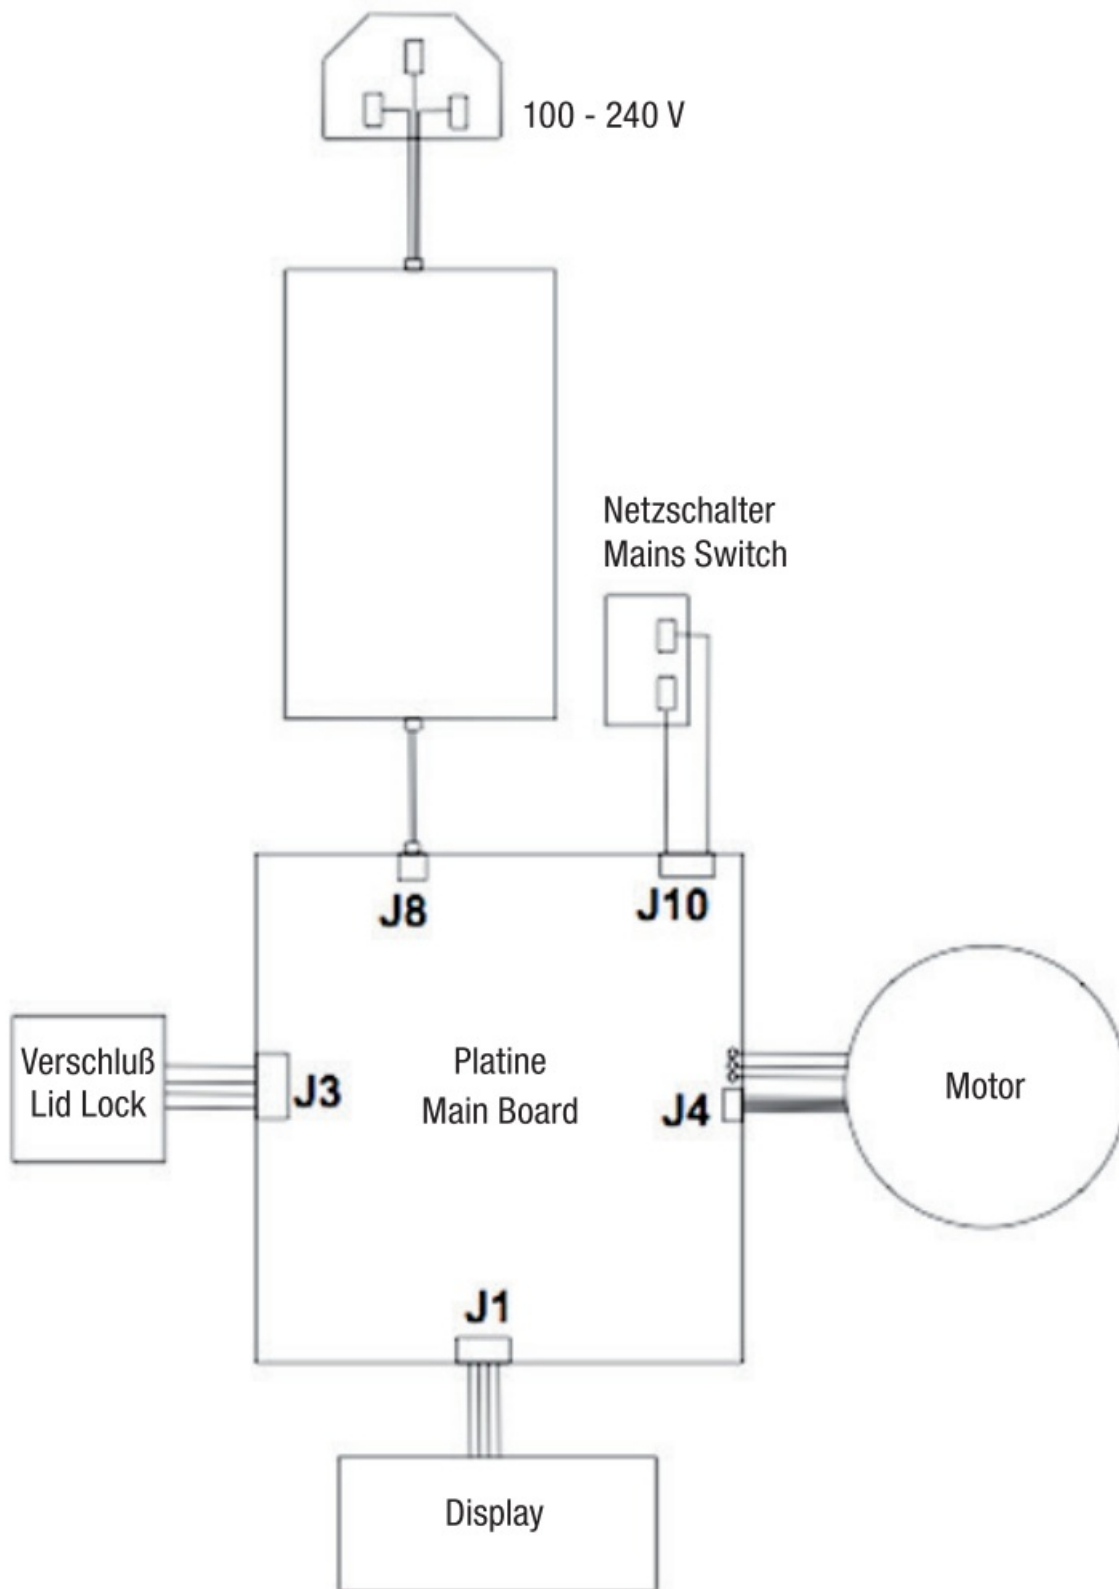 100 - 240 V
Netzschalter
Mains Switch
J8
J10
Verschluß
Lid Lock
J3
Platine
Main Board
J4
Motor
J1
Display